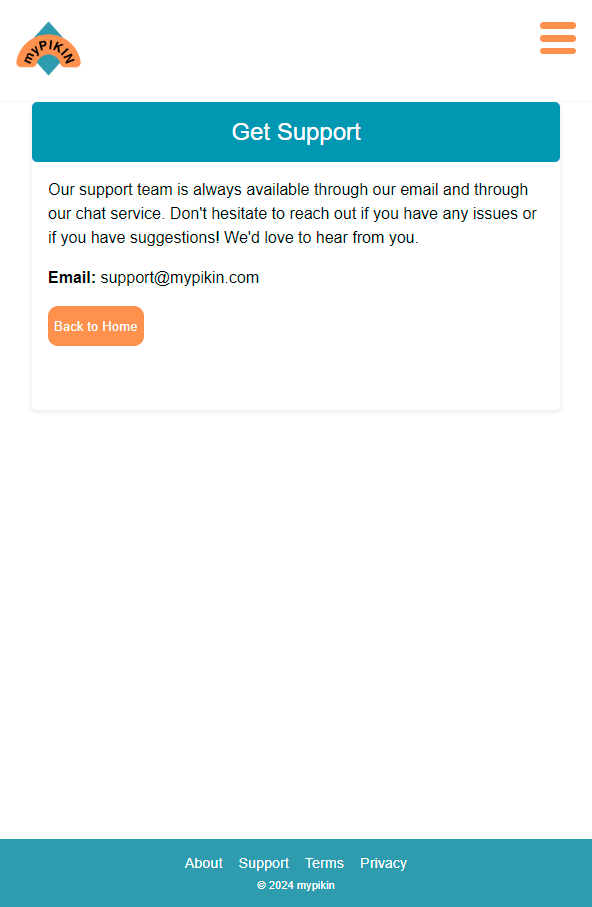 myPIKIN
Get Support
Our support team is always available through our email and through
our chat service. Don't hesitate to reach out if you have any issues or
if you have suggestions! We'd love to hear from you.
Email: support@mypikin.com
Back to Home
About Support Terms Privacy
© 2024 mypikin